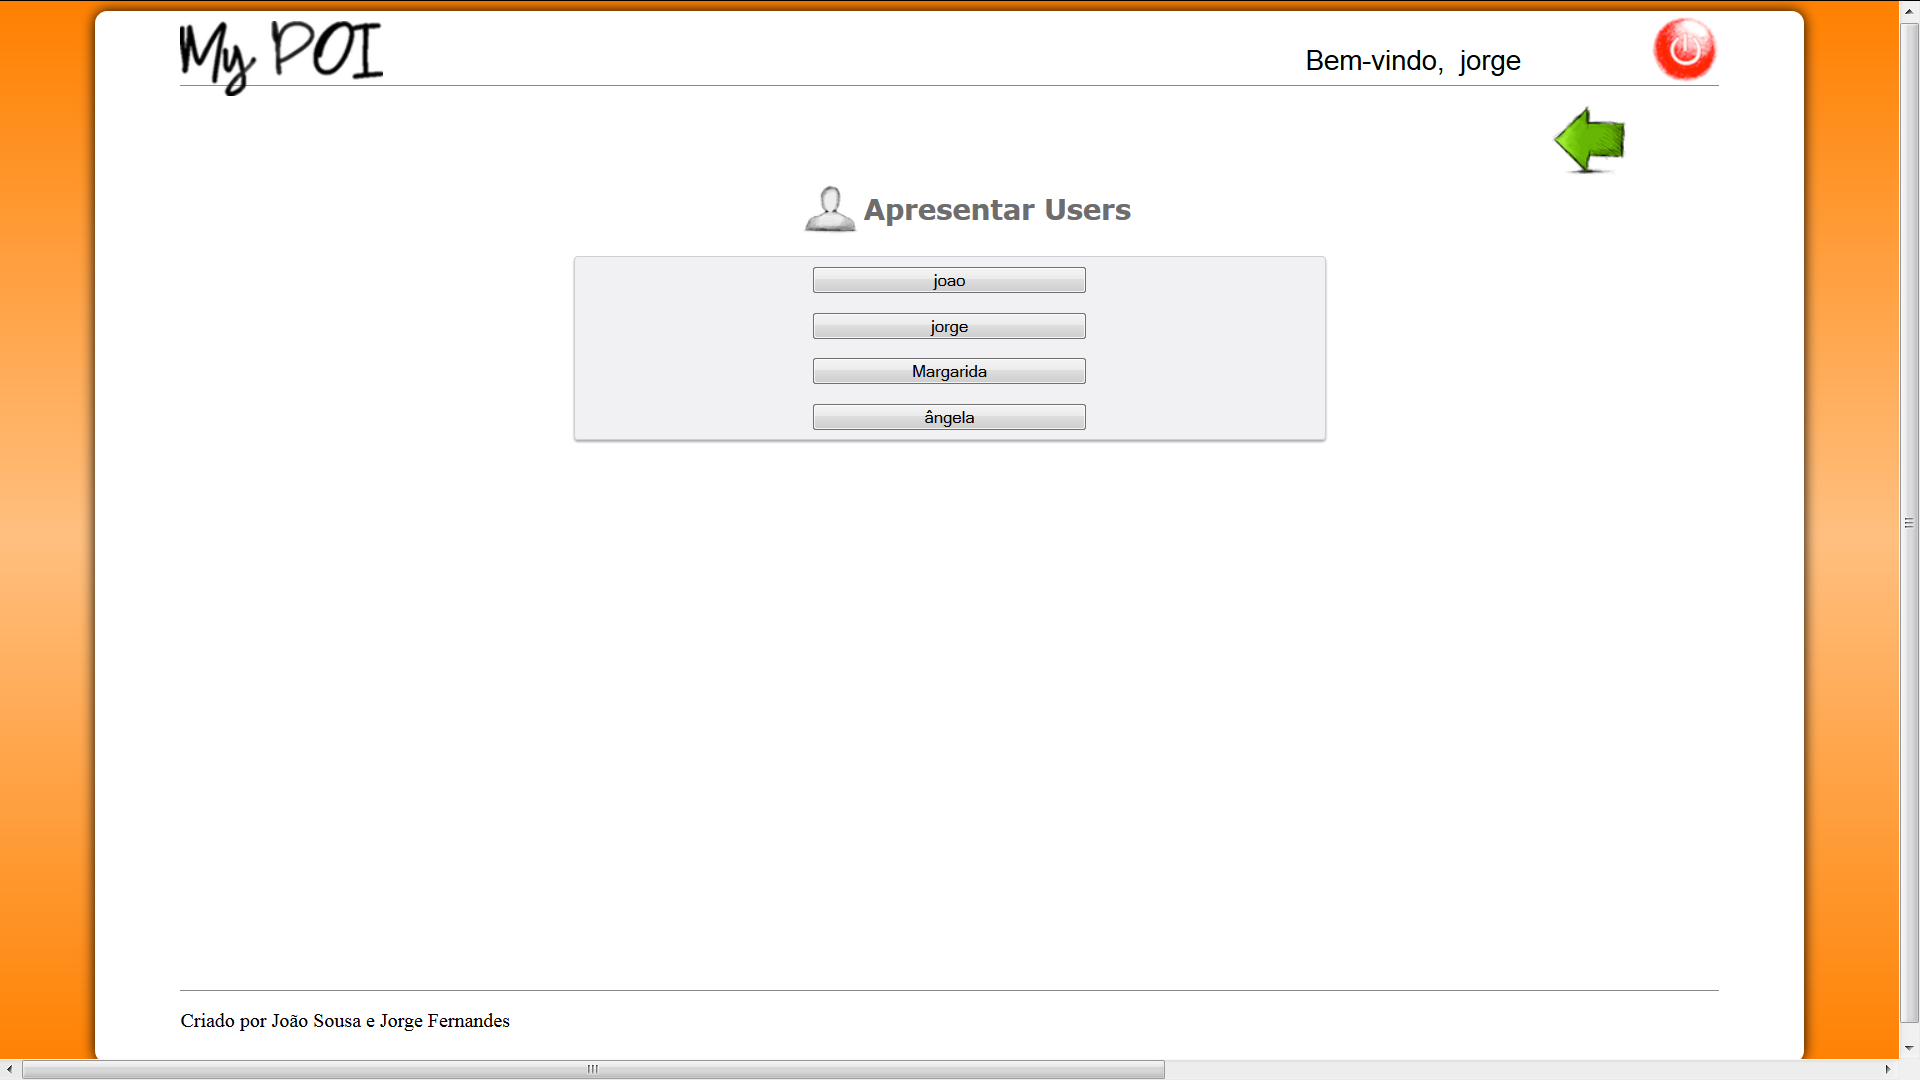 My POI
Bem-vindo, jorge
Apresentar Users
joao
jorge
Margarida
ângela
Criado por João Sousa e Jorge Fernandes